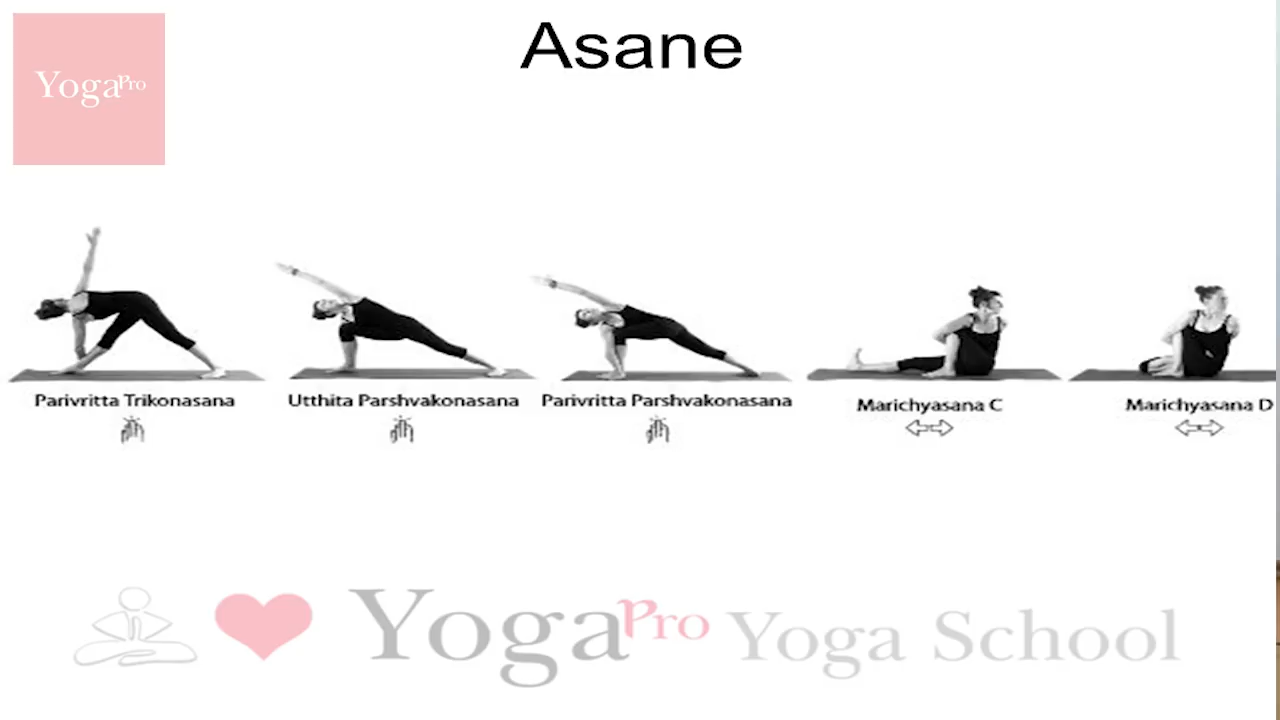 Asane
YogaPro
Parivritta Trikonasana
Utthita Parshvakonasana
Parivritta Parshvakonasana
Marichyasana C
Marichyasana D
YogaPro Yoga School